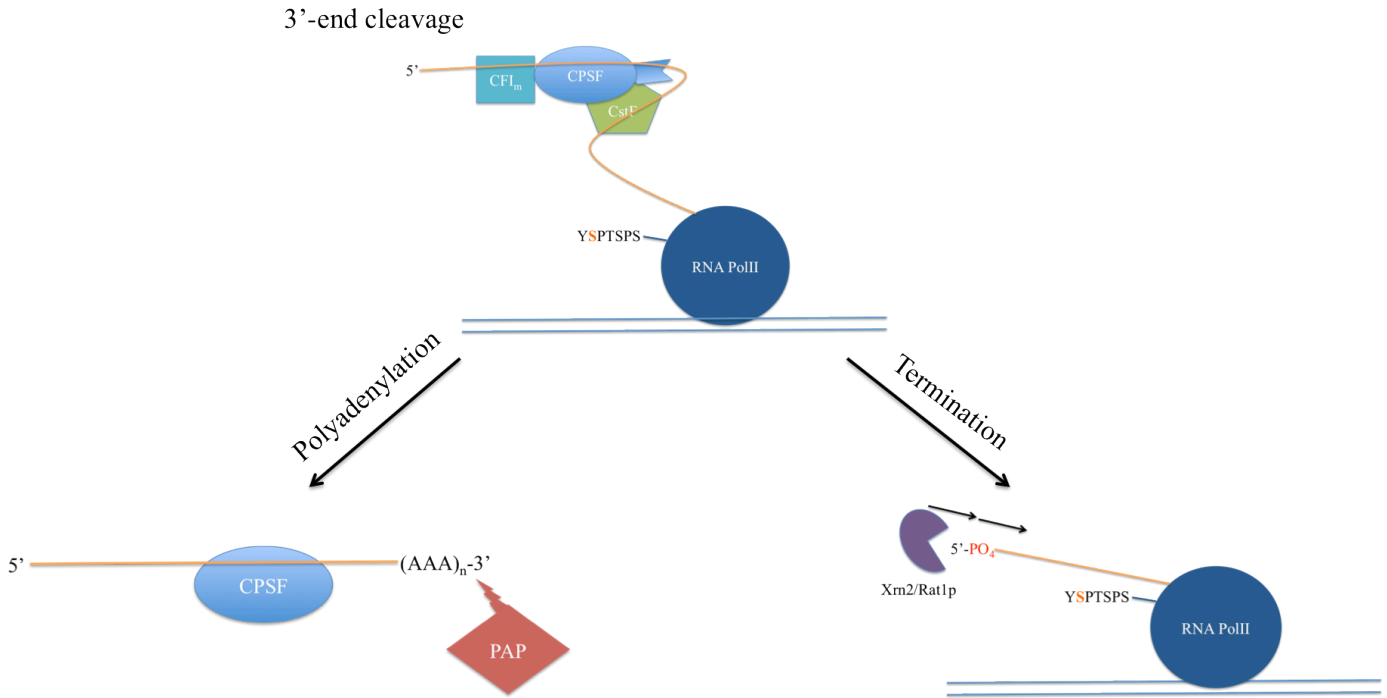 3’-end cleavage
5’
CFIm
CPSF
CstF
YSPTSPS
RNA PolII
Polyadenylation
Termination
5’
CPSF
(AAA)n-3’
PAP
5’-PO4
Xrn2/Rat1p
YSPTSPS
RNA PolII